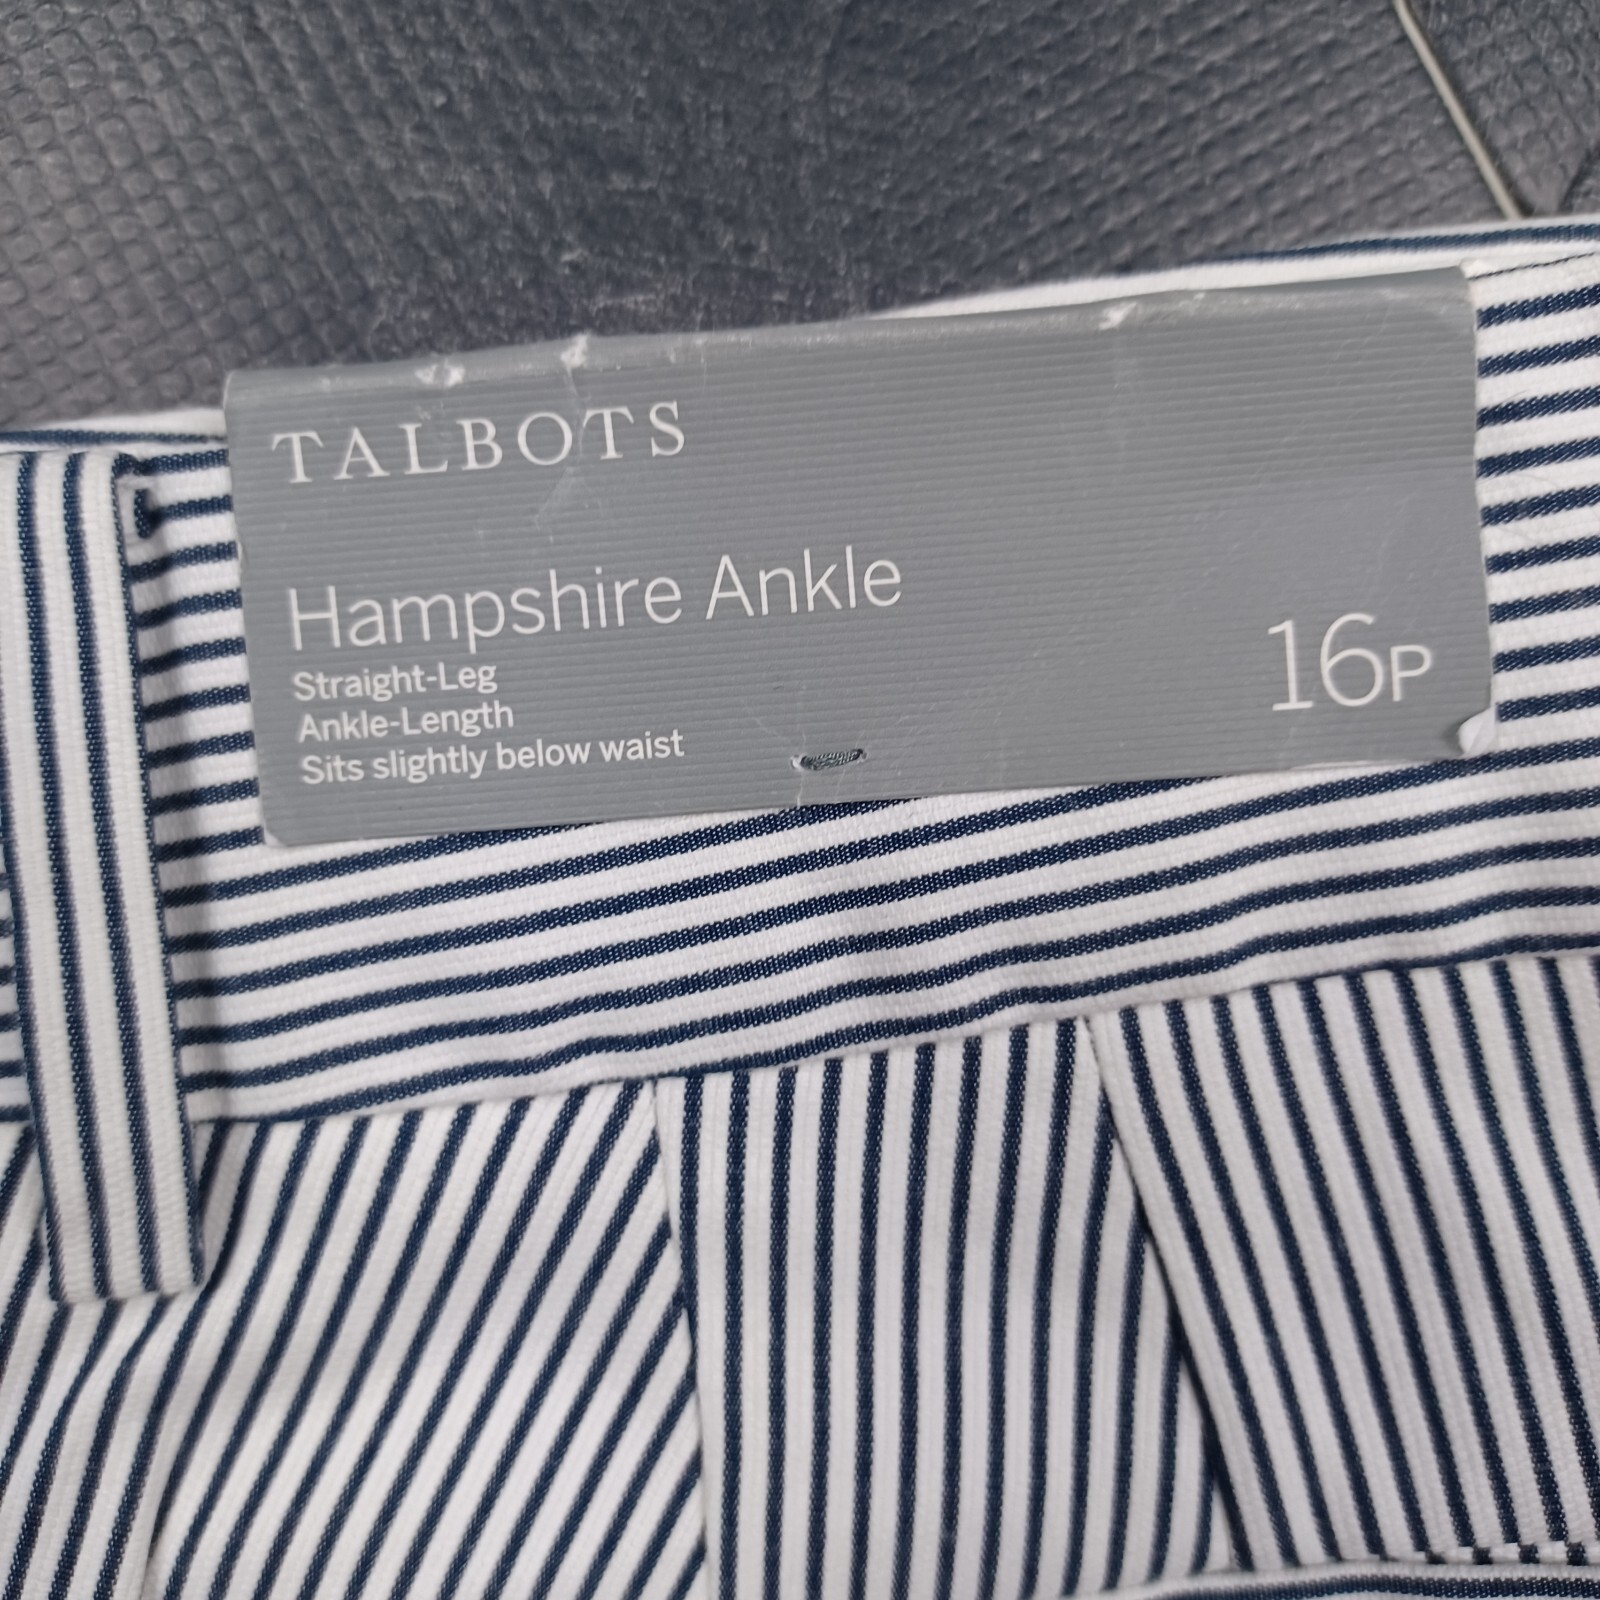 TALBOTS
Hampshire Ankle
Straight-Leg
Ankle-Length
Sits slightly below waist
16P